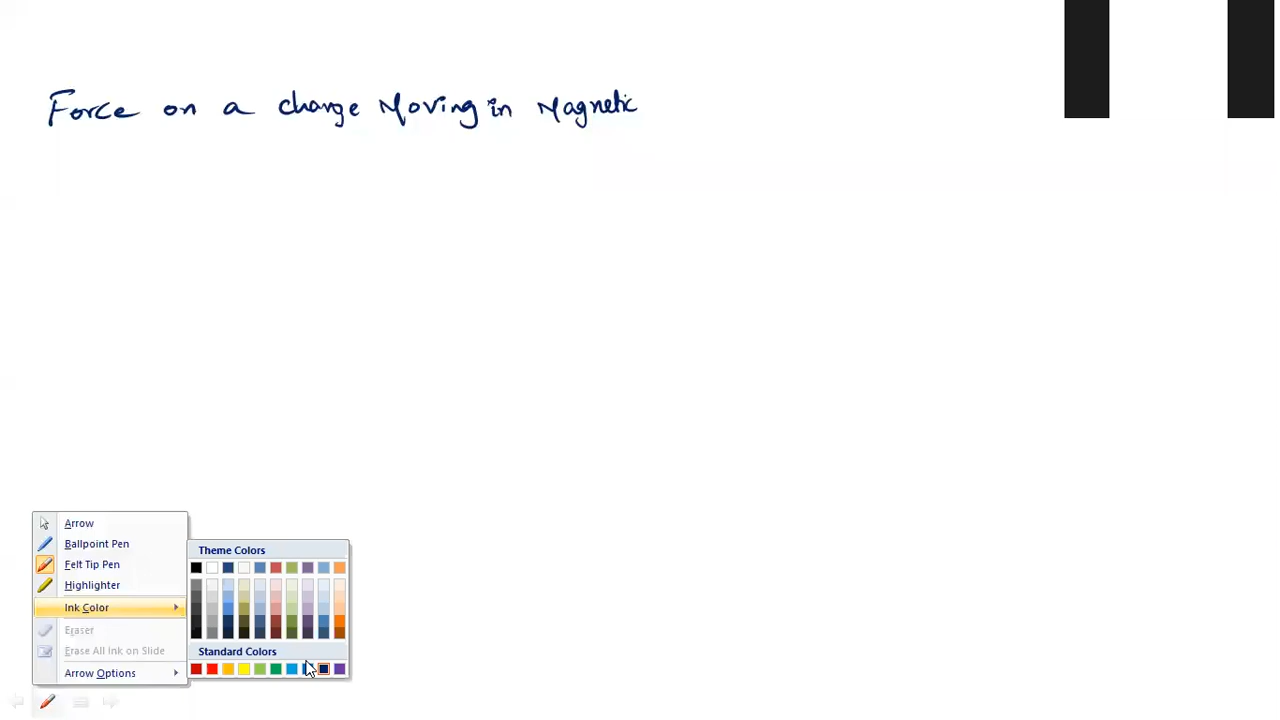 Force on a charge Moving in Magnetic
Arrow
Ballpoint Pen
Felt Tip Pen
Highlighter
Ink Color
Eraser
Erase All Ink on Slide
Arrow Options
Theme Colors
Standard Colors